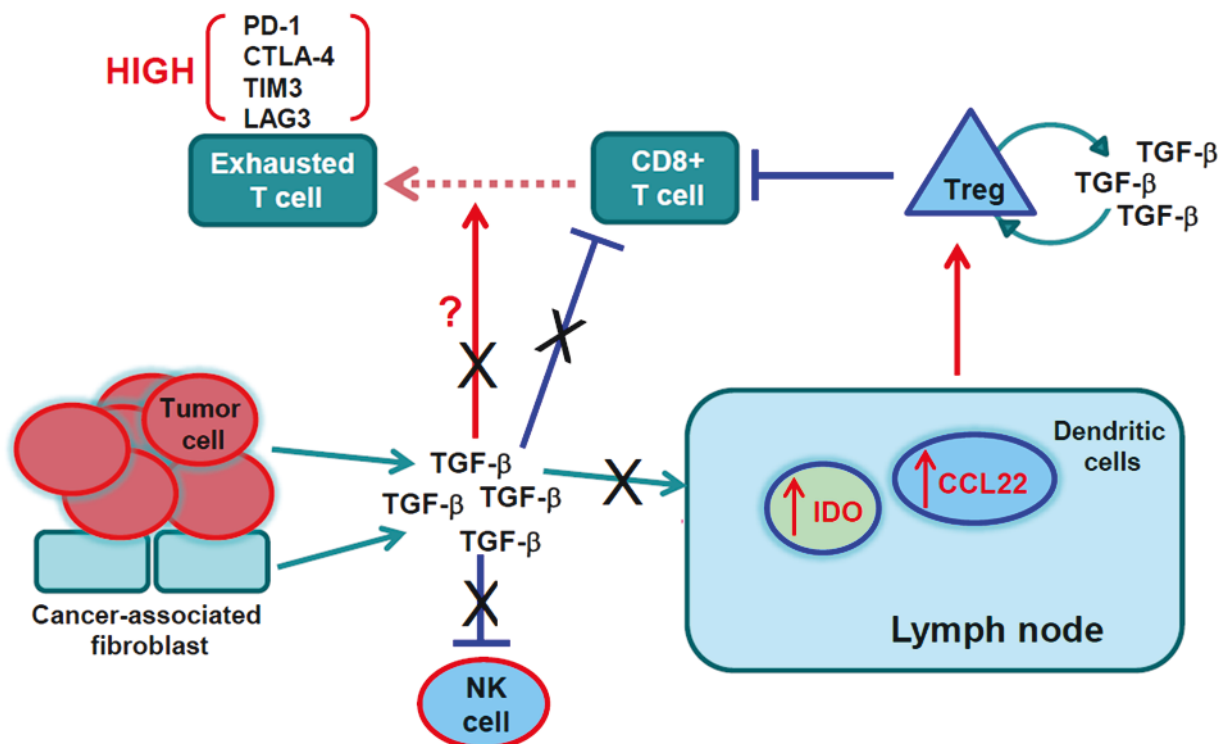 PD-1
CTLA-4
TIM3
LAG3
HIGH
Exhausted
T cell
CD8+
T cell
Treg
TGF-β
TGF-β
TGF-β
?
X
X
Tumor
cell
TGF-β
TGF-β
TGF-β
TGF-β
X
X
Dendritic
cells
CCL22
IDO
Lymph node
Cancer-associated
fibroblast
NK
cell